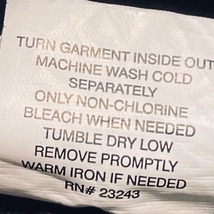 TURN GARMENT INSIDE OUT
MACHINE WASH COLD
SEPARATELY
ONLY NON-CHLORINE
BLEACH WHEN NEEDED
TUMBLE DRY LOW
REMOVE PROMPTLY
WARM IRON IF NEEDED
RN# 23243